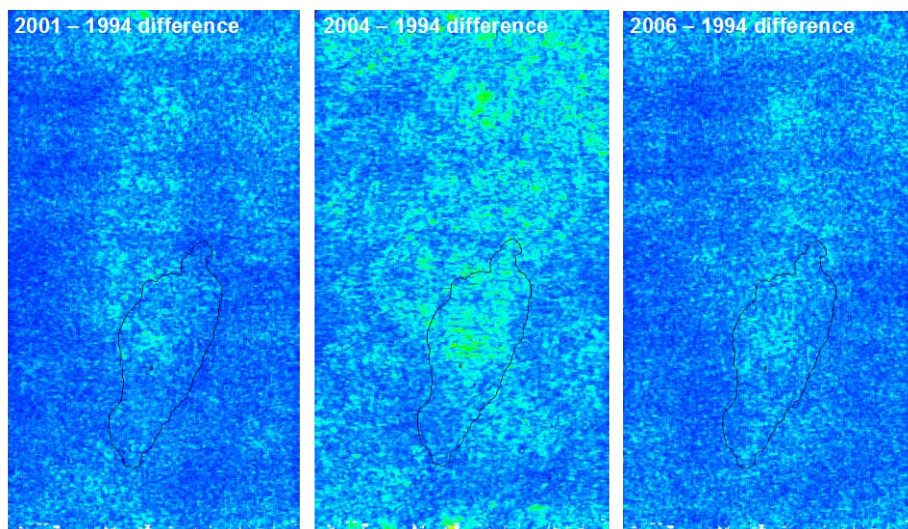 2001 – 1994 difference
2004 – 1994 difference
2006 – 1994 difference